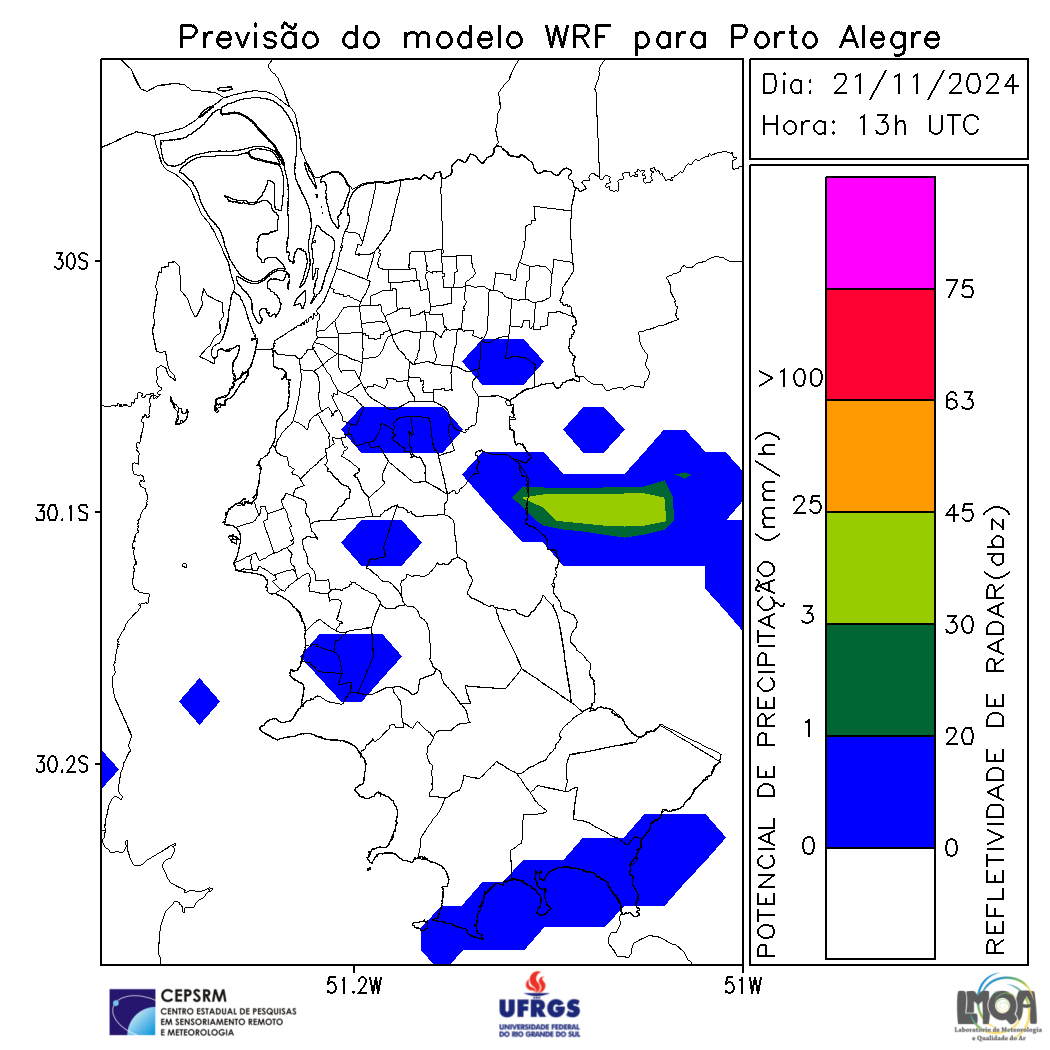 Previsão do modelo WRF para Porto Alegre
Dia: 21/11/2024
Hora: 13h UTC
30S
30.1S
30.2S
51.2W
51W
POTENCIAL DE PRECIPITAÇÃO (mm/h)
>100
25
3
1
0
75
63
45
30
20
0
REFLETIVIDADE DE RADAR(dbz)
CEPSRM
CENTRO ESTADUAL DE PESQUISAS
EM SENSORIAMENTO REMOTO
E METEOROLOGIA
UFRGS
UNIVERSIDADE FEDERAL
DO RIO GRANDE DO SUL
LMQA
Laboratório de Meteorologia
e Qualidade do Ar